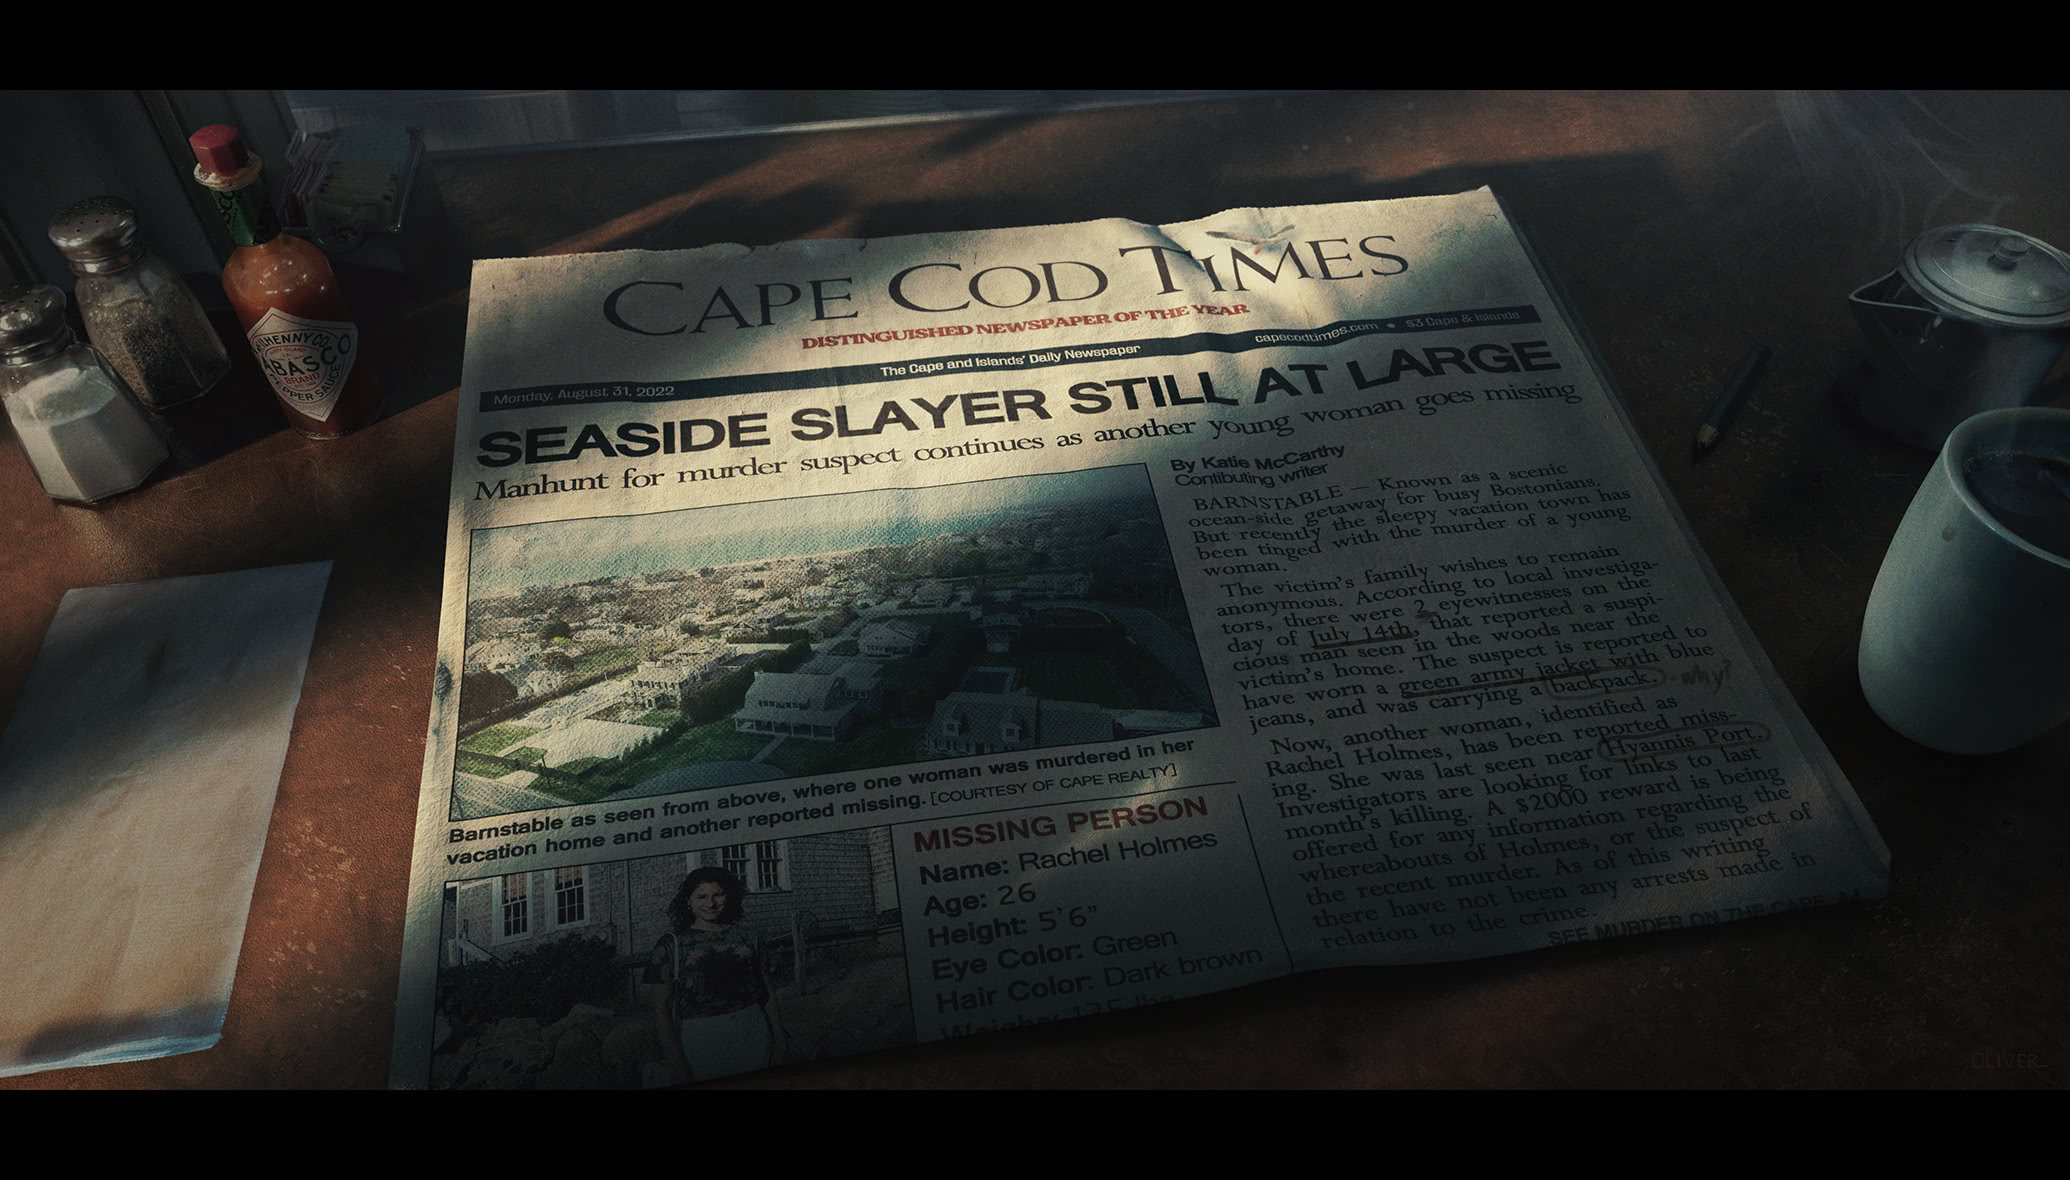 CAPE COD TIMES
DISTINGUISHED NEWSPAPER OF THE YEAR
Monday, August 31, 2022
The Cape and Islands' Daily Newspaper
capecodtimes.com • $3 Cape & Islands
SEASIDE SLAYER STILL AT LARGE
Manhunt for murder suspect continues as another young woman goes missing
By Katie McCarthy
Contibuting writer
BARNSTABLE — Known as a scenic
ocean-side getaway for busy Bostonians.
But recently the sleepy vacation town has
been tinged with the murder of a young
woman.
The victim's family wishes to remain
anonymous. According to local investiga-
tors, there were 2 eyewitnesses on the
day of July 14th, that reported a suspi-
cious man seen in the woods near the
victim's home. The suspect is reported to
have worn a green army jacket with blue
jeans, and was carrying a backpack. - why?
Now, another woman, identified as
Rachel Holmes, has been reported miss-
ing. She was last seen near Hyannis Port.
Investigators are looking for links to last
month's killing. A $2000 reward is being
offered for any information regarding the
whereabouts of Holmes, or the suspect of
the recent murder. As of this writing
there have not been any arrests made in
relation to the crime.
SEE MURDER ON THE CAPE, A4
Barnstable as seen from above, where one woman was murdered in her
vacation home and another reported missing. [COURTESY OF CAPE REALTY]
MISSING PERSON
Name: Rachel Holmes
Age: 26
Height: 5'6"
Eye Color: Green
Hair Color: Dark brown
Weight: 125 lbs
McILHENNY CO.
TABASCO
BRAND
PEPPER SAUCE
OLIVER